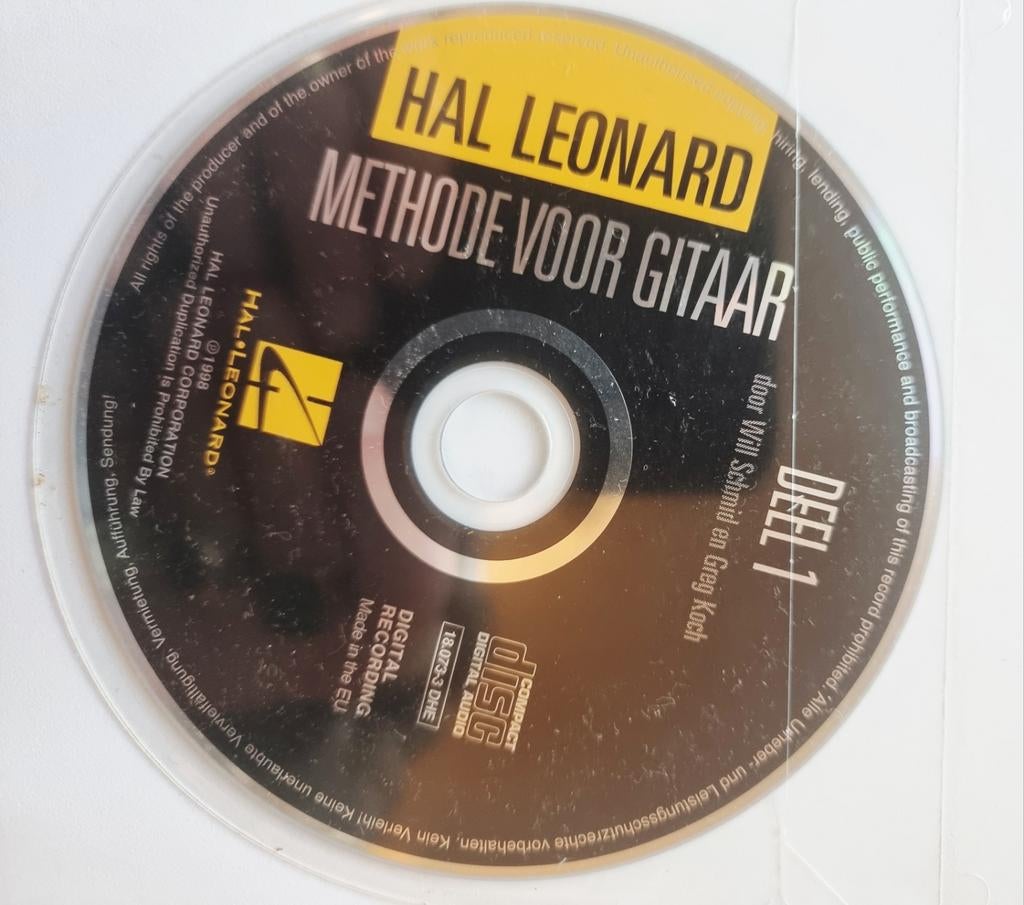 HAL LEONARD
METHODE VOOR GITAAR
DEEL 1
door Will Schmid en Greg Koch
HAL•LEONARD®
©1998
HAL LEONARD CORPORATION
Unauthorized Duplication is Prohibited By Law
COMPACT
disc
DIGITAL AUDIO
18.073-3 DHE
DIGITAL
RECORDING
Made in the EU
All rights of the producer and of the owner of the work reproduced reserved. Unauthorised copying, hiring, lending, public performance and broadcasting of this record prohibited. Alle Urheber- und Leistungsschutzrechte vorbehalten. Kein Verleih! Keine unerlaubte Vervielfältigung, Vermietung, Aufführung, Sendung!